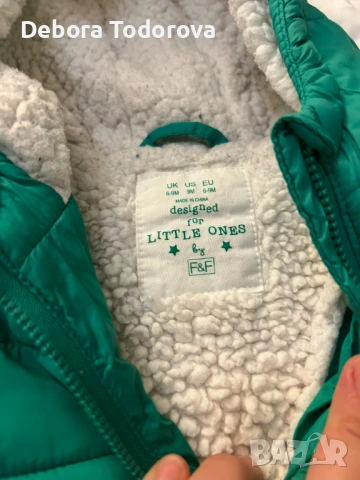 Debora Todorova
UK US EU
6-9M 9M 6-9M
MADE IN CHINA
designed
for
LITTLE ONES
by
F&F
BAZAR